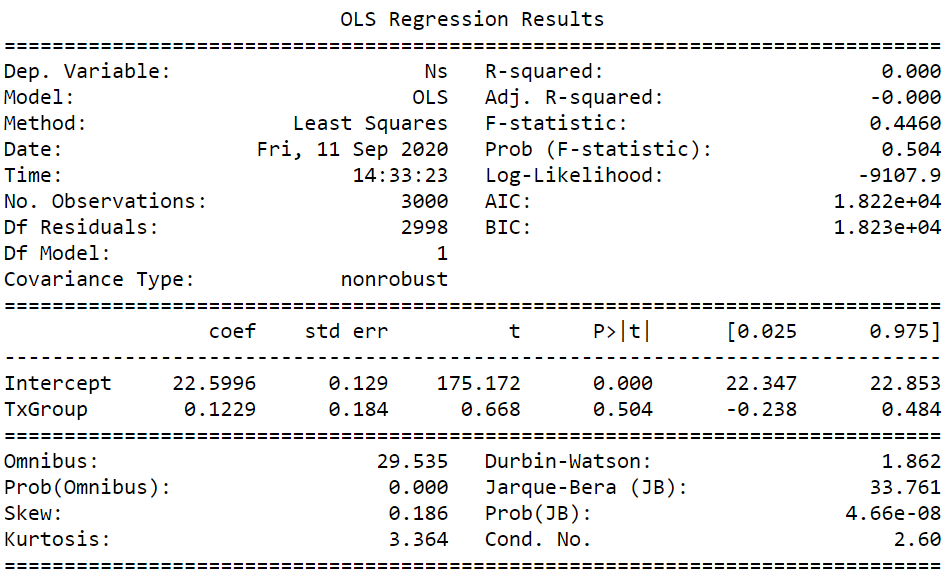 OLS Regression Results
==============================================================================
Dep. Variable: Ns R-squared: 0.000
Model: OLS Adj. R-squared: -0.000
Method: Least Squares F-statistic: 0.4460
Date: Fri, 11 Sep 2020 Prob (F-statistic): 0.504
Time: 14:33:23 Log-Likelihood: -9107.9
No. Observations: 3000 AIC: 1.822e+04
Df Residuals: 2998 BIC: 1.823e+04
Df Model: 1
Covariance Type: nonrobust
==============================================================================
coef std err t P>|t| [0.025 0.975]
------------------------------------------------------------------------------
Intercept 22.5996 0.129 175.172 0.000 22.347 22.853
TxGroup 0.1229 0.184 0.668 0.504 -0.238 0.484
==============================================================================
Omnibus: 29.535 Durbin-Watson: 1.862
Prob(Omnibus): 0.000 Jarque-Bera (JB): 33.761
Skew: 0.186 Prob(JB): 4.66e-08
Kurtosis: 3.364 Cond. No. 2.60
==============================================================================